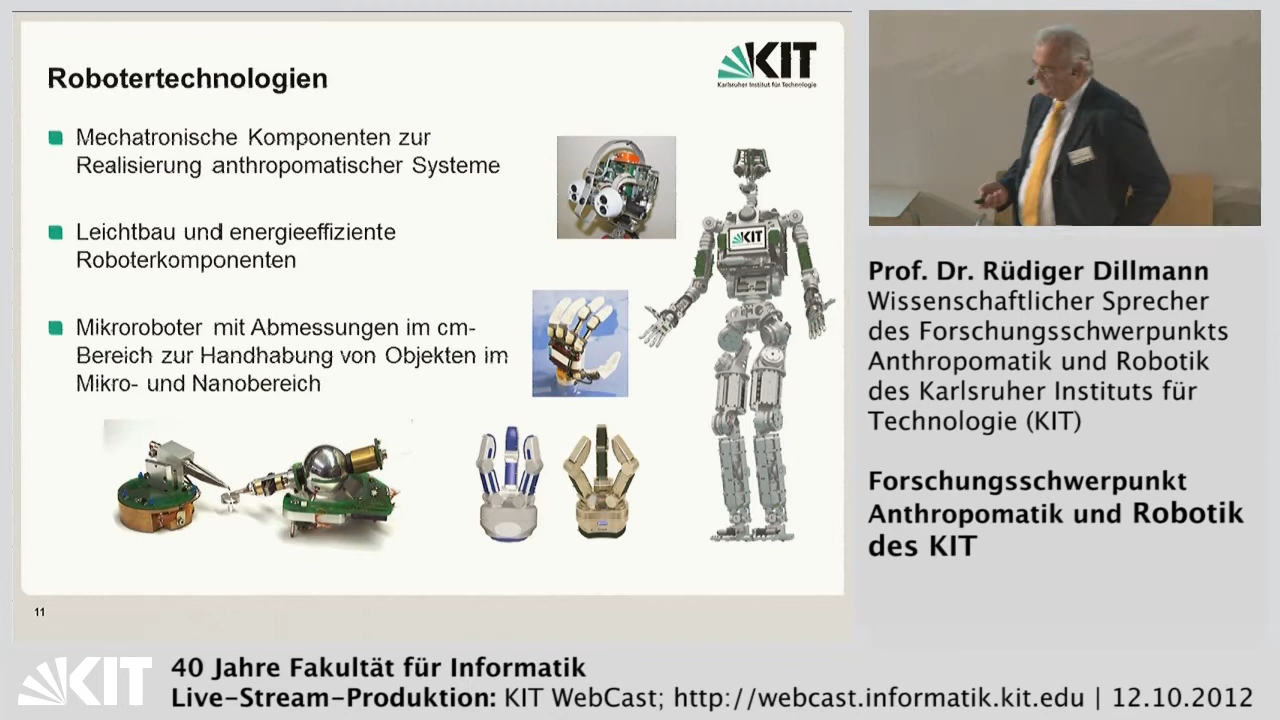 Robotertechnologien
KIT
Karlsruher Institut für Technologie
Mechatronische Komponenten zur
Realisierung anthropomatischer Systeme
Leichtbau und energieeffiziente
Roboterkomponenten
Mikroroboter mit Abmessungen im cm-
Bereich zur Handhabung von Objekten im
Mikro- und Nanobereich
KIT
11
Prof. Dr. Rüdiger Dillmann
Wissenschaftlicher Sprecher
des Forschungsschwerpunkts
Anthropomatik und Robotik
des Karlsruher Instituts für
Technologie (KIT)
Forschungsschwerpunkt
Anthropomatik und Robotik
des KIT
KIT
40 Jahre Fakultät für Informatik
Live-Stream-Produktion: KIT WebCast; http://webcast.informatik.kit.edu | 12.10.2012